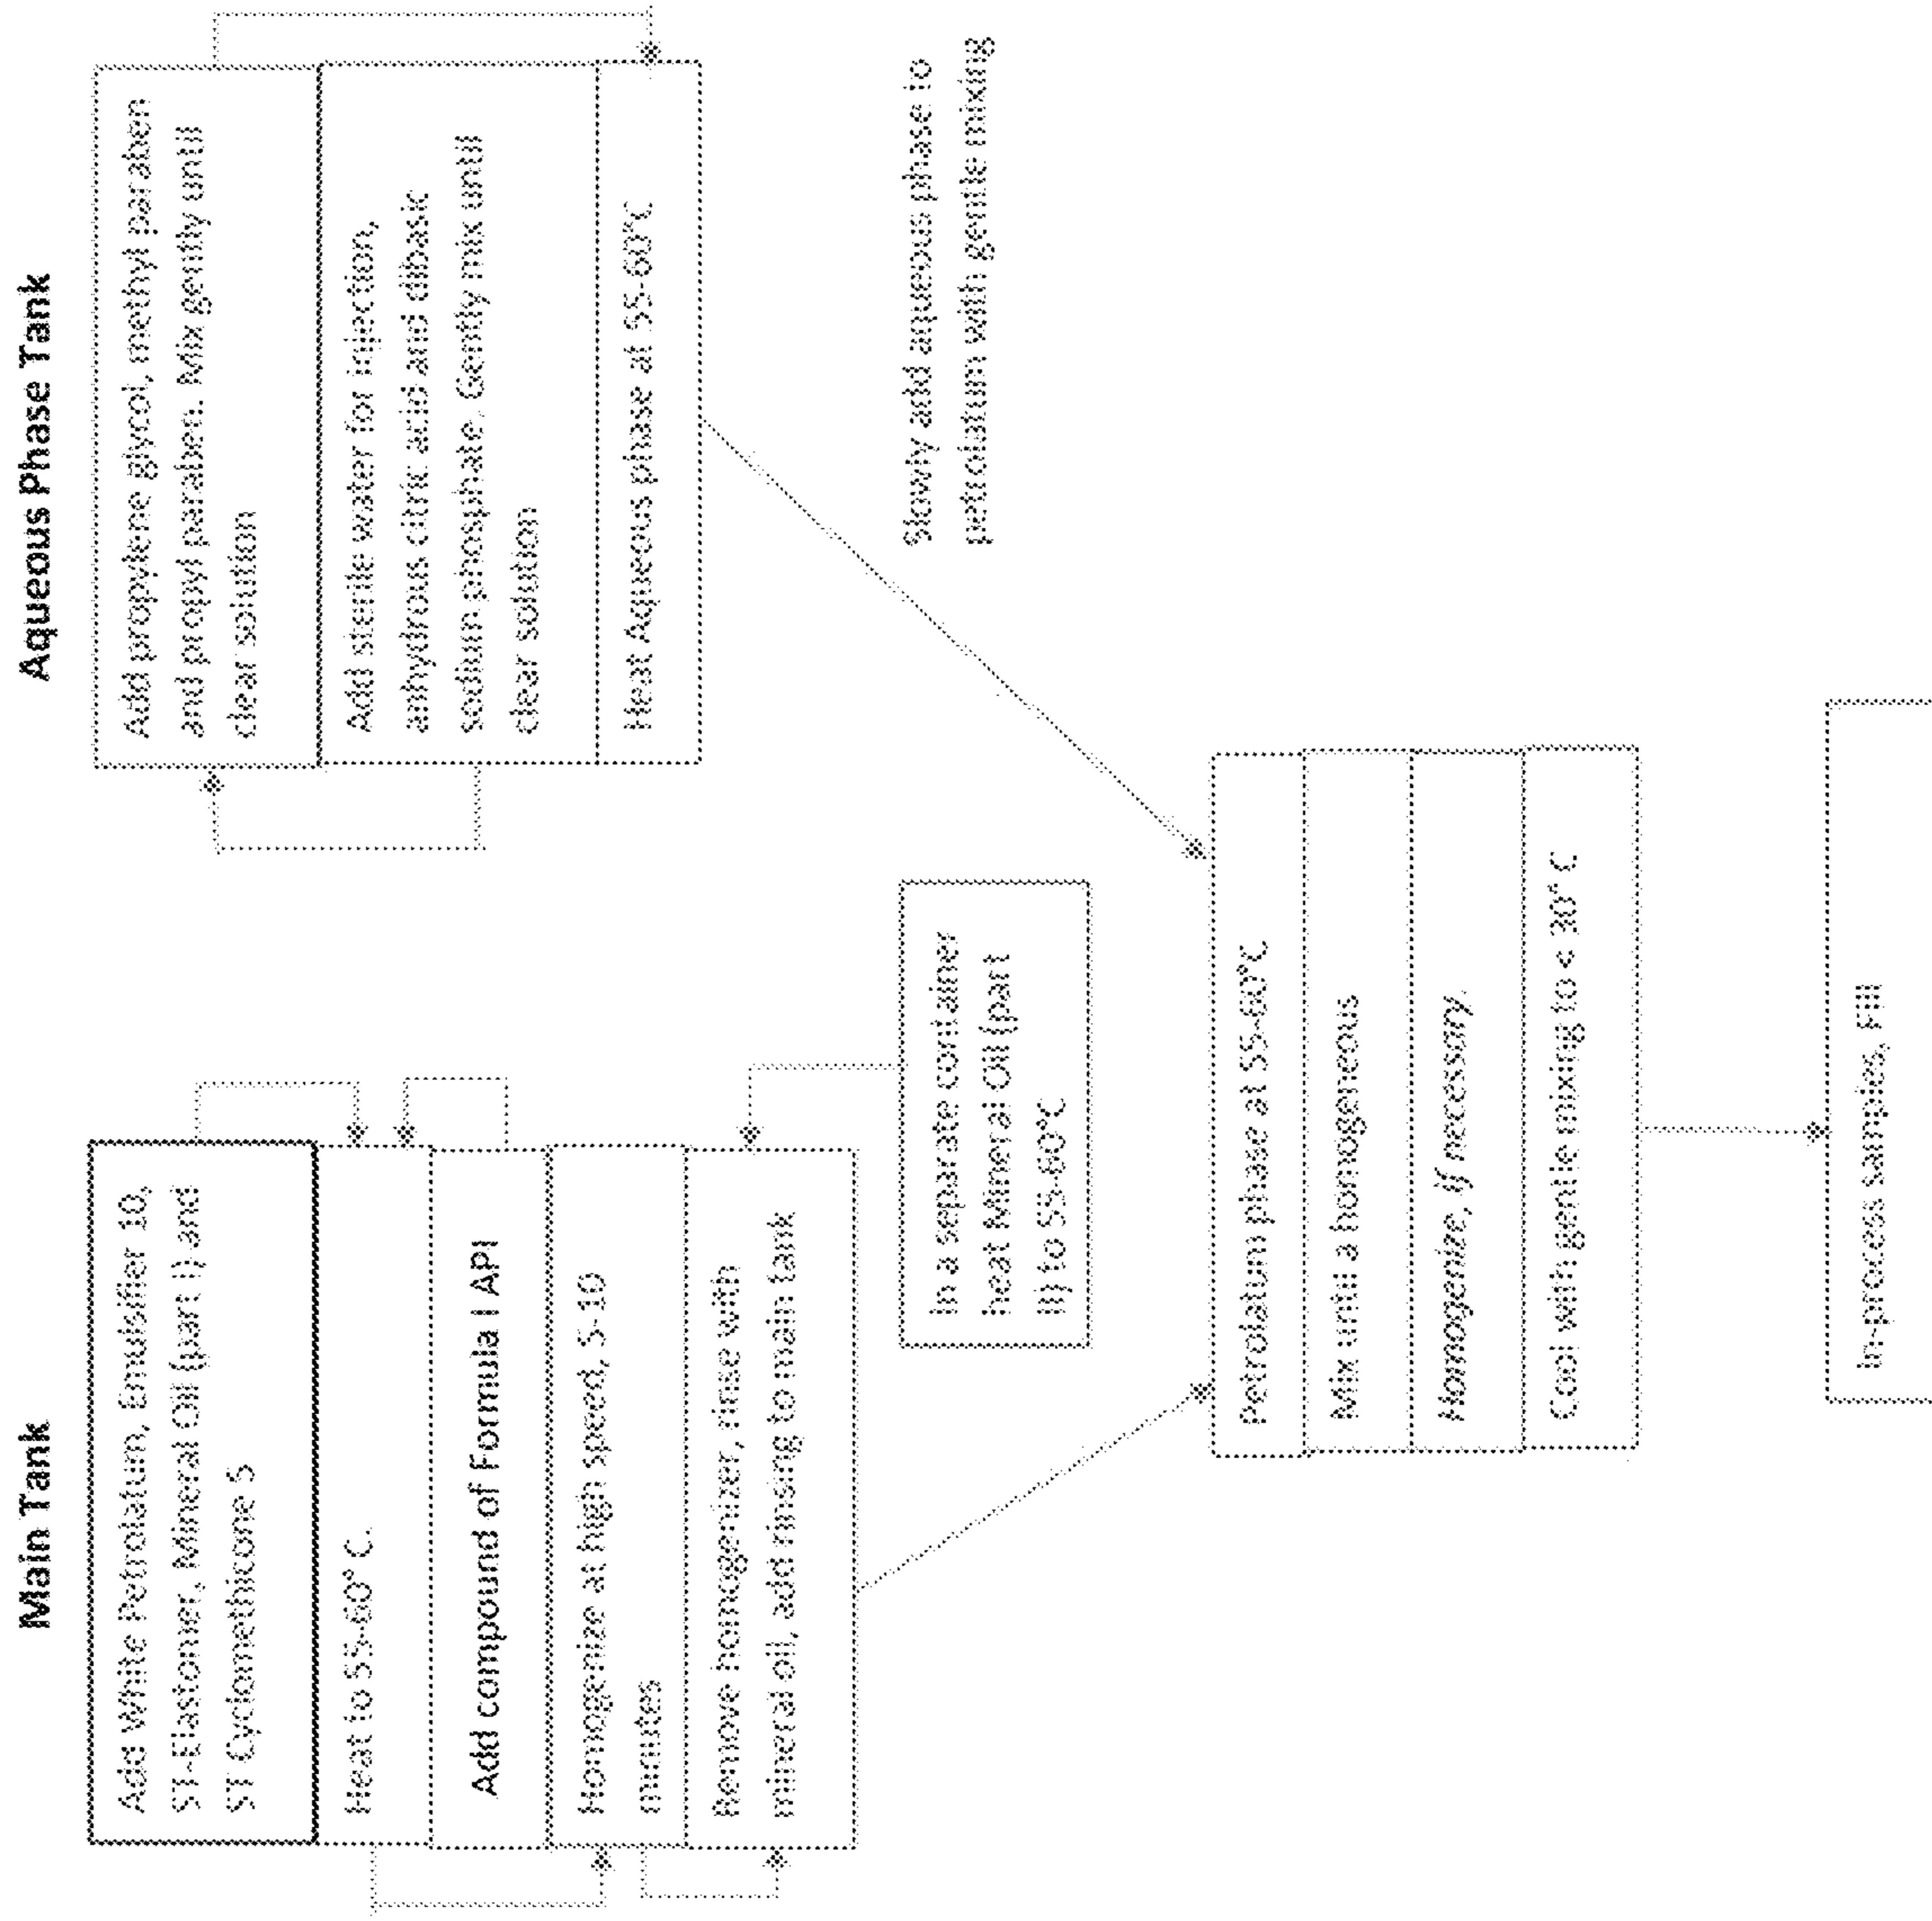 Main Tank
Add White Petrolatum, Emulsifier 10,
ST-Elastomer, Mineral Oil (part I) and
ST Cyclomethicone 5
Heat to 55-60° C.
Add compound of Formula I API
Homogenize at high speed, 5-10
minutes
Remove homogenizer, rinse with
mineral oil, add rinsing to main tank
In a separate container
heat Mineral Oil (part
II) to 55-60°C
Aqueous Phase Tank
Add propylene glycol, methyl paraben
and propyl paraben. Mix gently until
clear solution
Add sterile water for injection,
anhydrous citric acid and dibasic
sodium phosphate. Gently mix until
clear solution
Heat Aqueous phase at 55-60°C
Slowly add aqueous phase to
petrolatum with gentle mixing
Petrolatum phase at 55-60°C
Mix until a homogeneous
Homogenize, if necessary.
Cool with gentle mixing to < 30° C
In-process samples, Fill